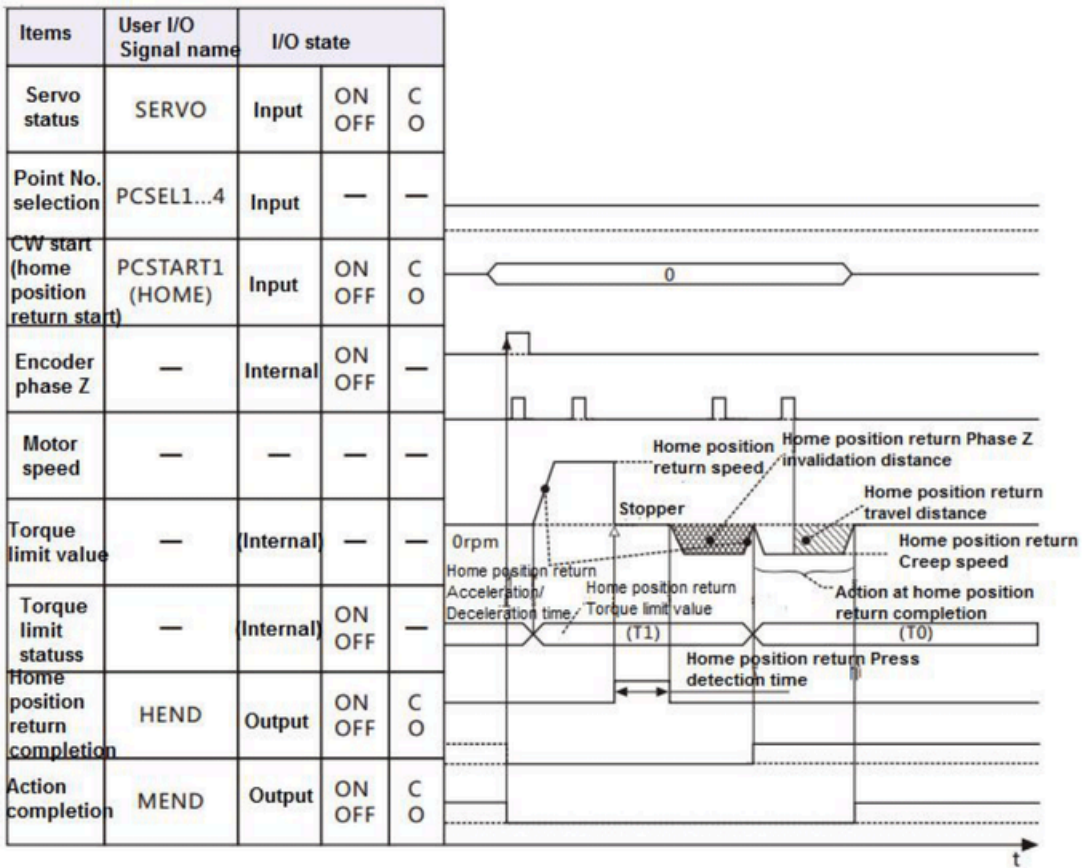 Items
User I/O
Signal name
I/O state
Servo
status
SERVO
Input
ON
OFF
C
O
Point No.
selection
PCSEL1...4
Input
—
—
CW start
(home
position
return start)
PCSTART1
(HOME)
Input
ON
OFF
C
O
0
Encoder
phase Z
—
Internal
ON
OFF
—
Motor
speed
—
—
—
—
Home position
return speed
Home position return Phase Z
invalidation distance
Stopper
Home position return
travel distance
Torque
limit value
—
(Internal)
—
—
0rpm
Home position return
Creep speed
Home position return
Acceleration/
Deceleration time
Home position return
Torque limit value
Action at home position
return completion
Torque
limit
statuss
—
(Internal)
ON
OFF
—
(T1)
(T0)
Home position return Press
detection time
Home
position
return
completion
HEND
Output
ON
OFF
C
O
Action
completion
MEND
Output
ON
OFF
C
O
t